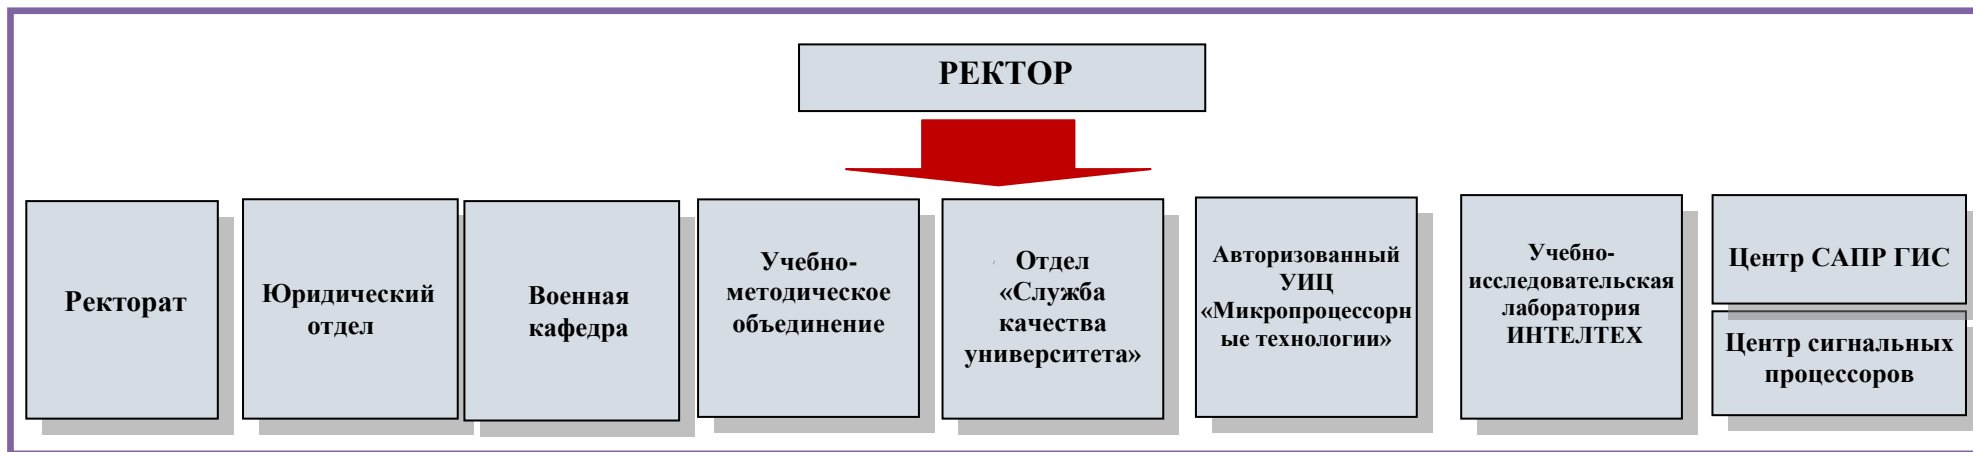 РЕКТОР
Ректорат
Юридический
отдел
Военная
кафедра
Учебно-
методическое
объединение
Отдел
«Служба
качества
университета»
Авторизованный
УИЦ
«Микропроцессорн
ые технологии»
Учебно-
исследовательская
лаборатория
ИНТЕЛТЕХ
Центр САПР ГИС
Центр сигнальных
процессоров